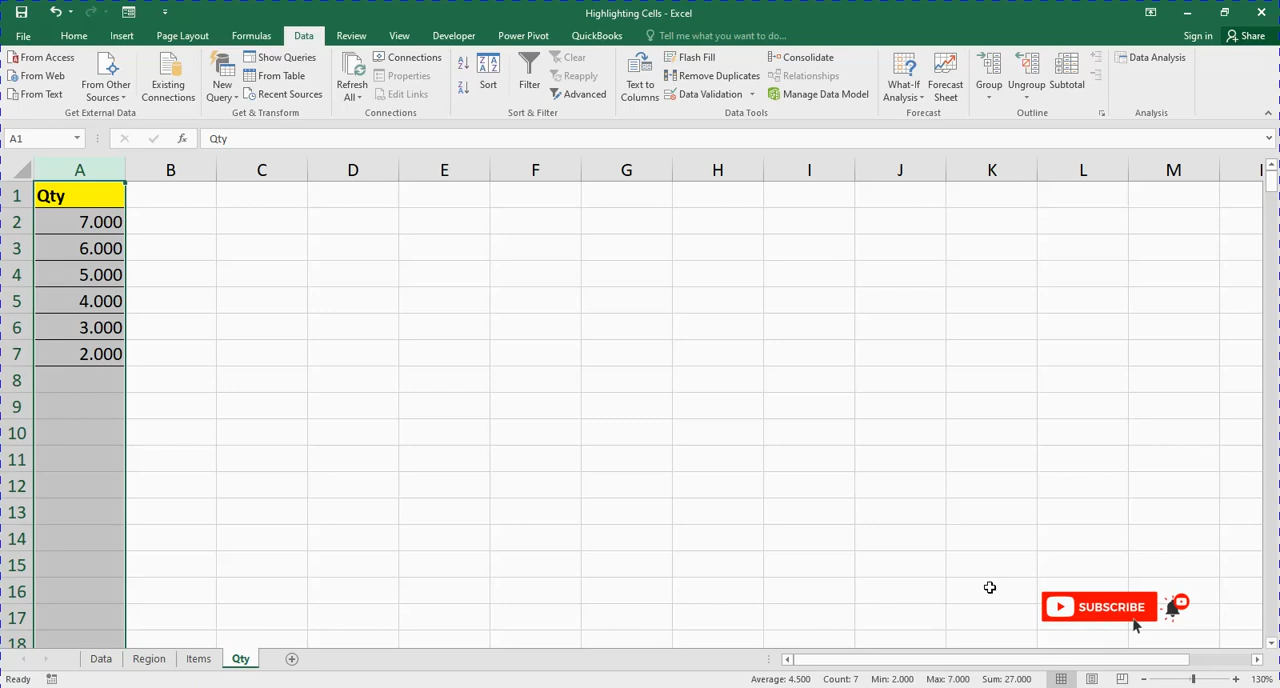 Highlighting Cells - Excel
File Home Insert Page Layout Formulas Data Review View Developer Power Pivot QuickBooks Tell me what you want to do... Sign in Share
From Access
From Web
From Text
From Other
Sources
Existing
Connections
Get External Data
New
Query
Show Queries
From Table
Recent Sources
Get & Transform
Refresh
All
Connections
Properties
Edit Links
Connections
Sort
Filter
Clear
Reapply
Advanced
Sort & Filter
Text to
Columns
Flash Fill
Remove Duplicates
Data Validation
Consolidate
Relationships
Manage Data Model
Data Tools
What-If
Analysis
Forecast
Sheet
Forecast
Group
Ungroup
Subtotal
Outline
Data Analysis
Analysis
A1 fx Qty
A B C D E F G H I J K L M
1 Qty
2 7.000
3 6.000
4 5.000
5 4.000
6 3.000
7 2.000
8
9
10
11
12
13
14
15
16
17
18
SUBSCRIBE
Data Region Items Qty
Ready Average: 4.500 Count: 7 Min: 2.000 Max: 7.000 Sum: 27.000 130%